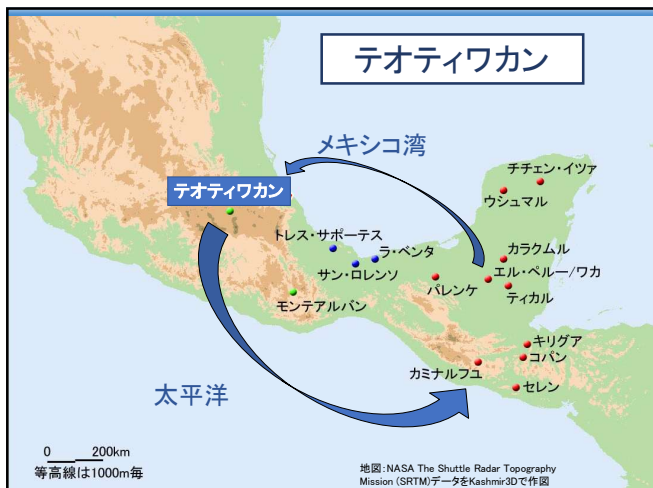 テオティワカン
メキシコ湾
チチェン・イツァ
ウシュマル
テオティワカン
トレス・サポーテス
ラ・ベンタ
カラクムル
サン・ロレンソ
エル・ペルー/ワカ
パレンケ
ティカル
モンテアルバン
キリグア
コパン
カミナルフユ
セレン
太平洋
0 200km
等高線は1000m毎
地図:NASA The Shuttle Radar Topography
Mission (SRTM)データをKashmir3Dで作図